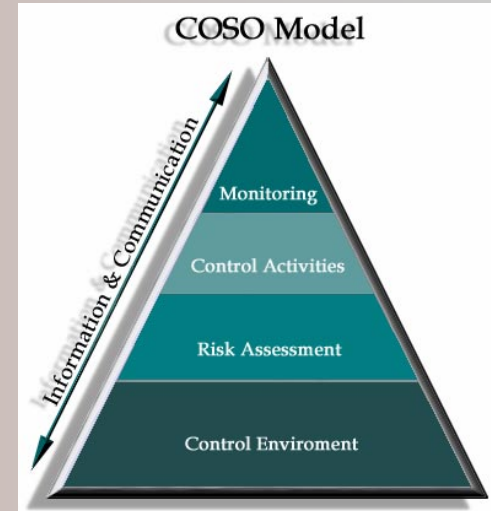 COSO Model
Information & Communication
Monitoring
Control Activities
Risk Assessment
Control Enviroment